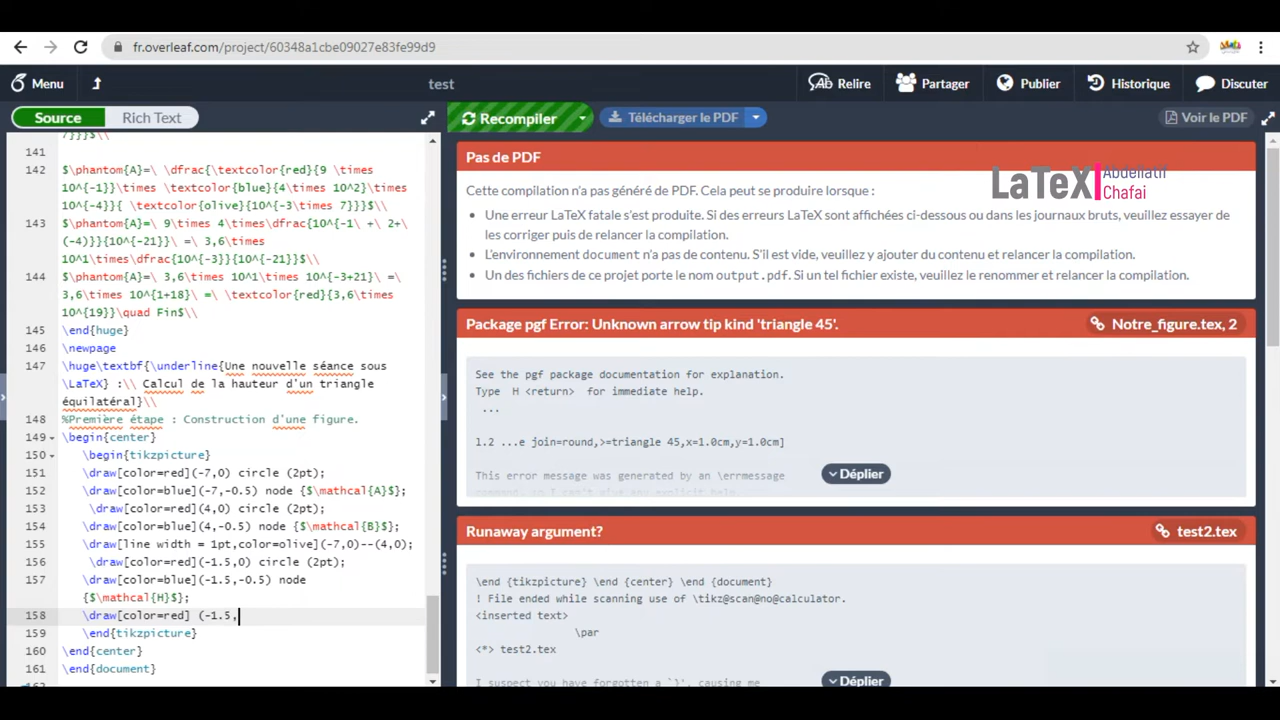 fr.overleaf.com/project/60348a1cbe09027e83fe99d9
Menu
test
Relire
Partager
Publier
Historique
Discuter
Source
Rich Text
Recompiler
Télécharger le PDF
Voir le PDF
7}}}$\\
141
142 $\phantom{A}=\ \dfrac{\textcolor{red}{9 \times
10^{-1}}\times \textcolor{blue}{4\times 10^2}\times
10^{-4}}{ \textcolor{olive}{10^{-3\times 7}}}$\\
143 $\phantom{A}=\ 9\times 4\times\dfrac{10^{-1\ +\ 2+
(-4)}}{10^{-21}}\ =\ 3,6\times
10^1\times\dfrac{10^{-3}}{10^{-21}}$\\
144 $\phantom{A}=\ 3,6\times 10^1\times 10^{-3+21}\ =\
3,6\times 10^{1+18}\ =\ \textcolor{red}{3,6\times
10^{19}}\quad Fin$\\
145 \end{huge}
146 \newpage
147 \huge\textbf{\underline{Une nouvelle séance sous
\LaTeX} :\\ Calcul de la hauteur d'un triangle
équilatéral}\\
148 %Première étape : Construction d'une figure.
149 \begin{center}
150 \begin{tikzpicture}
151 \draw[color=red](-7,0) circle (2pt);
152 \draw[color=blue](-7,-0.5) node {$\mathcal{A}$};
153 \draw[color=red](4,0) circle (2pt);
154 \draw[color=blue](4,-0.5) node {$\mathcal{B}$};
155 \draw[line width = 1pt,color=olive](-7,0)--(4,0);
156 \draw[color=red](-1.5,0) circle (2pt);
157 \draw[color=blue](-1.5,-0.5) node
{$\mathcal{H}$};
158 \draw[color=red] (-1.5,
159 \end{tikzpicture}
160 \end{center}
161 \end{document}
Pas de PDF
LaTeX
Abdellatif
Chafai
Cette compilation n'a pas généré de PDF. Cela peut se produire lorsque :
Une erreur LaTeX fatale s'est produite. Si des erreurs LaTeX sont affichées ci-dessous ou dans les journaux bruts, veuillez essayer de
les corriger puis de relancer la compilation.
L'environnement document n'a pas de contenu. S'il est vide, veuillez y ajouter du contenu et relancer la compilation.
Un des fichiers de ce projet porte le nom output.pdf. Si un tel fichier existe, veuillez le renommer et relancer la compilation.
Package pgf Error: Unknown arrow tip kind 'triangle 45'.
Notre_figure.tex, 2
See the pgf package documentation for explanation.
Type H <return> for immediate help.
...
l.2 ...e join=round,>=triangle 45,x=1.0cm,y=1.0cm]
This error message was generated by an \errmessage
Déplier
Runaway argument?
test2.tex
\end {tikzpicture} \end {center} \end {document}
! File ended while scanning use of \tikz@scan@no@calculator.
<inserted text>
\par
<*> test2.tex
I suspect you have forgotten a `}', causing me
Déplier